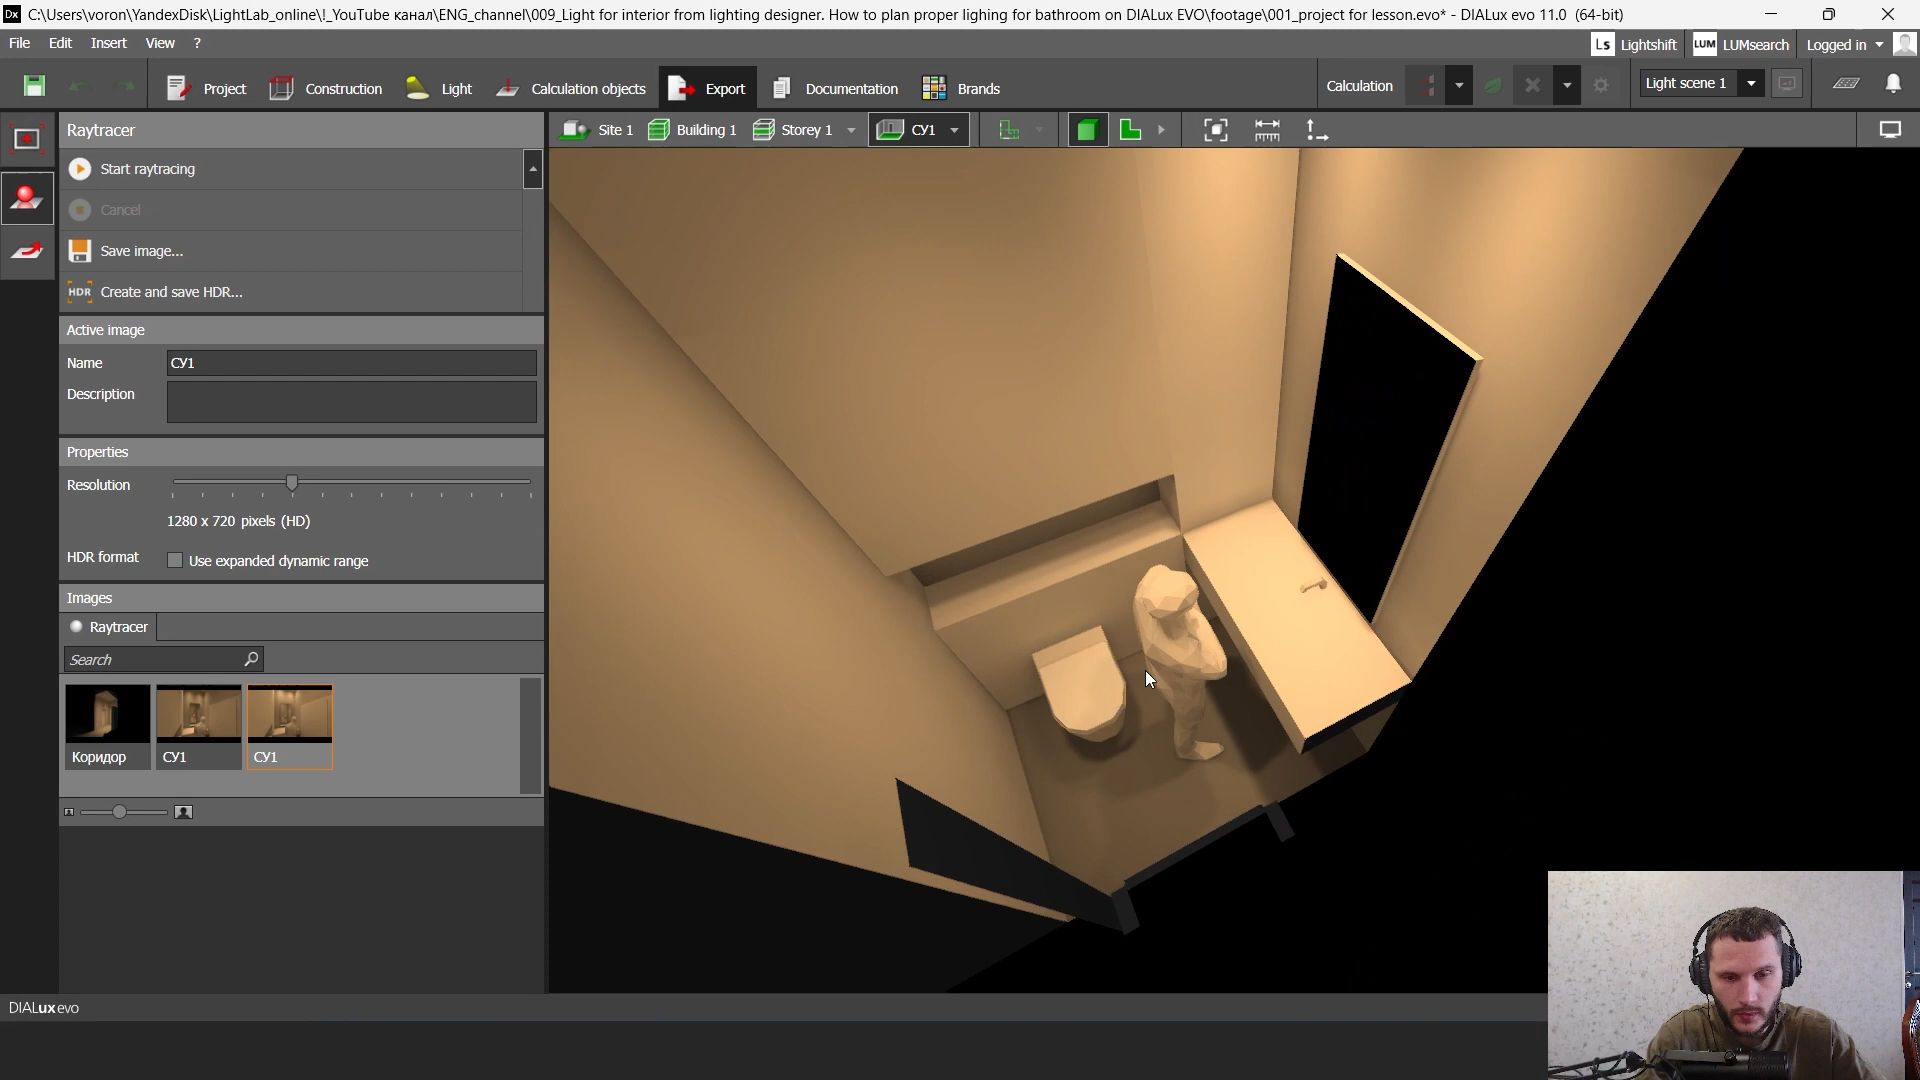 Dx C:\Users\voron\YandexDisk\LightLab_online\!_YouTube канал\ENG_channel\009_Light for interior from lighting designer. How to plan proper lighing for bathroom on DIALux EVO\footage\001_project for lesson.evo* - DIALux evo 11.0 (64-bit)
File Edit Insert View ? Ls Lightshift LUM LUMsearch Logged in
Project Construction Light Calculation objects Export Documentation Brands Calculation Light scene 1
Raytracer Site 1 Building 1 Storey 1 СУ1
Start raytracing
Cancel
Save image...
HDR Create and save HDR...
Active image
Name СУ1
Description
Properties
Resolution
1280 x 720 pixels (HD)
HDR format Use expanded dynamic range
Images
Raytracer
Search
Коридор СУ1 СУ1
DIALux evo